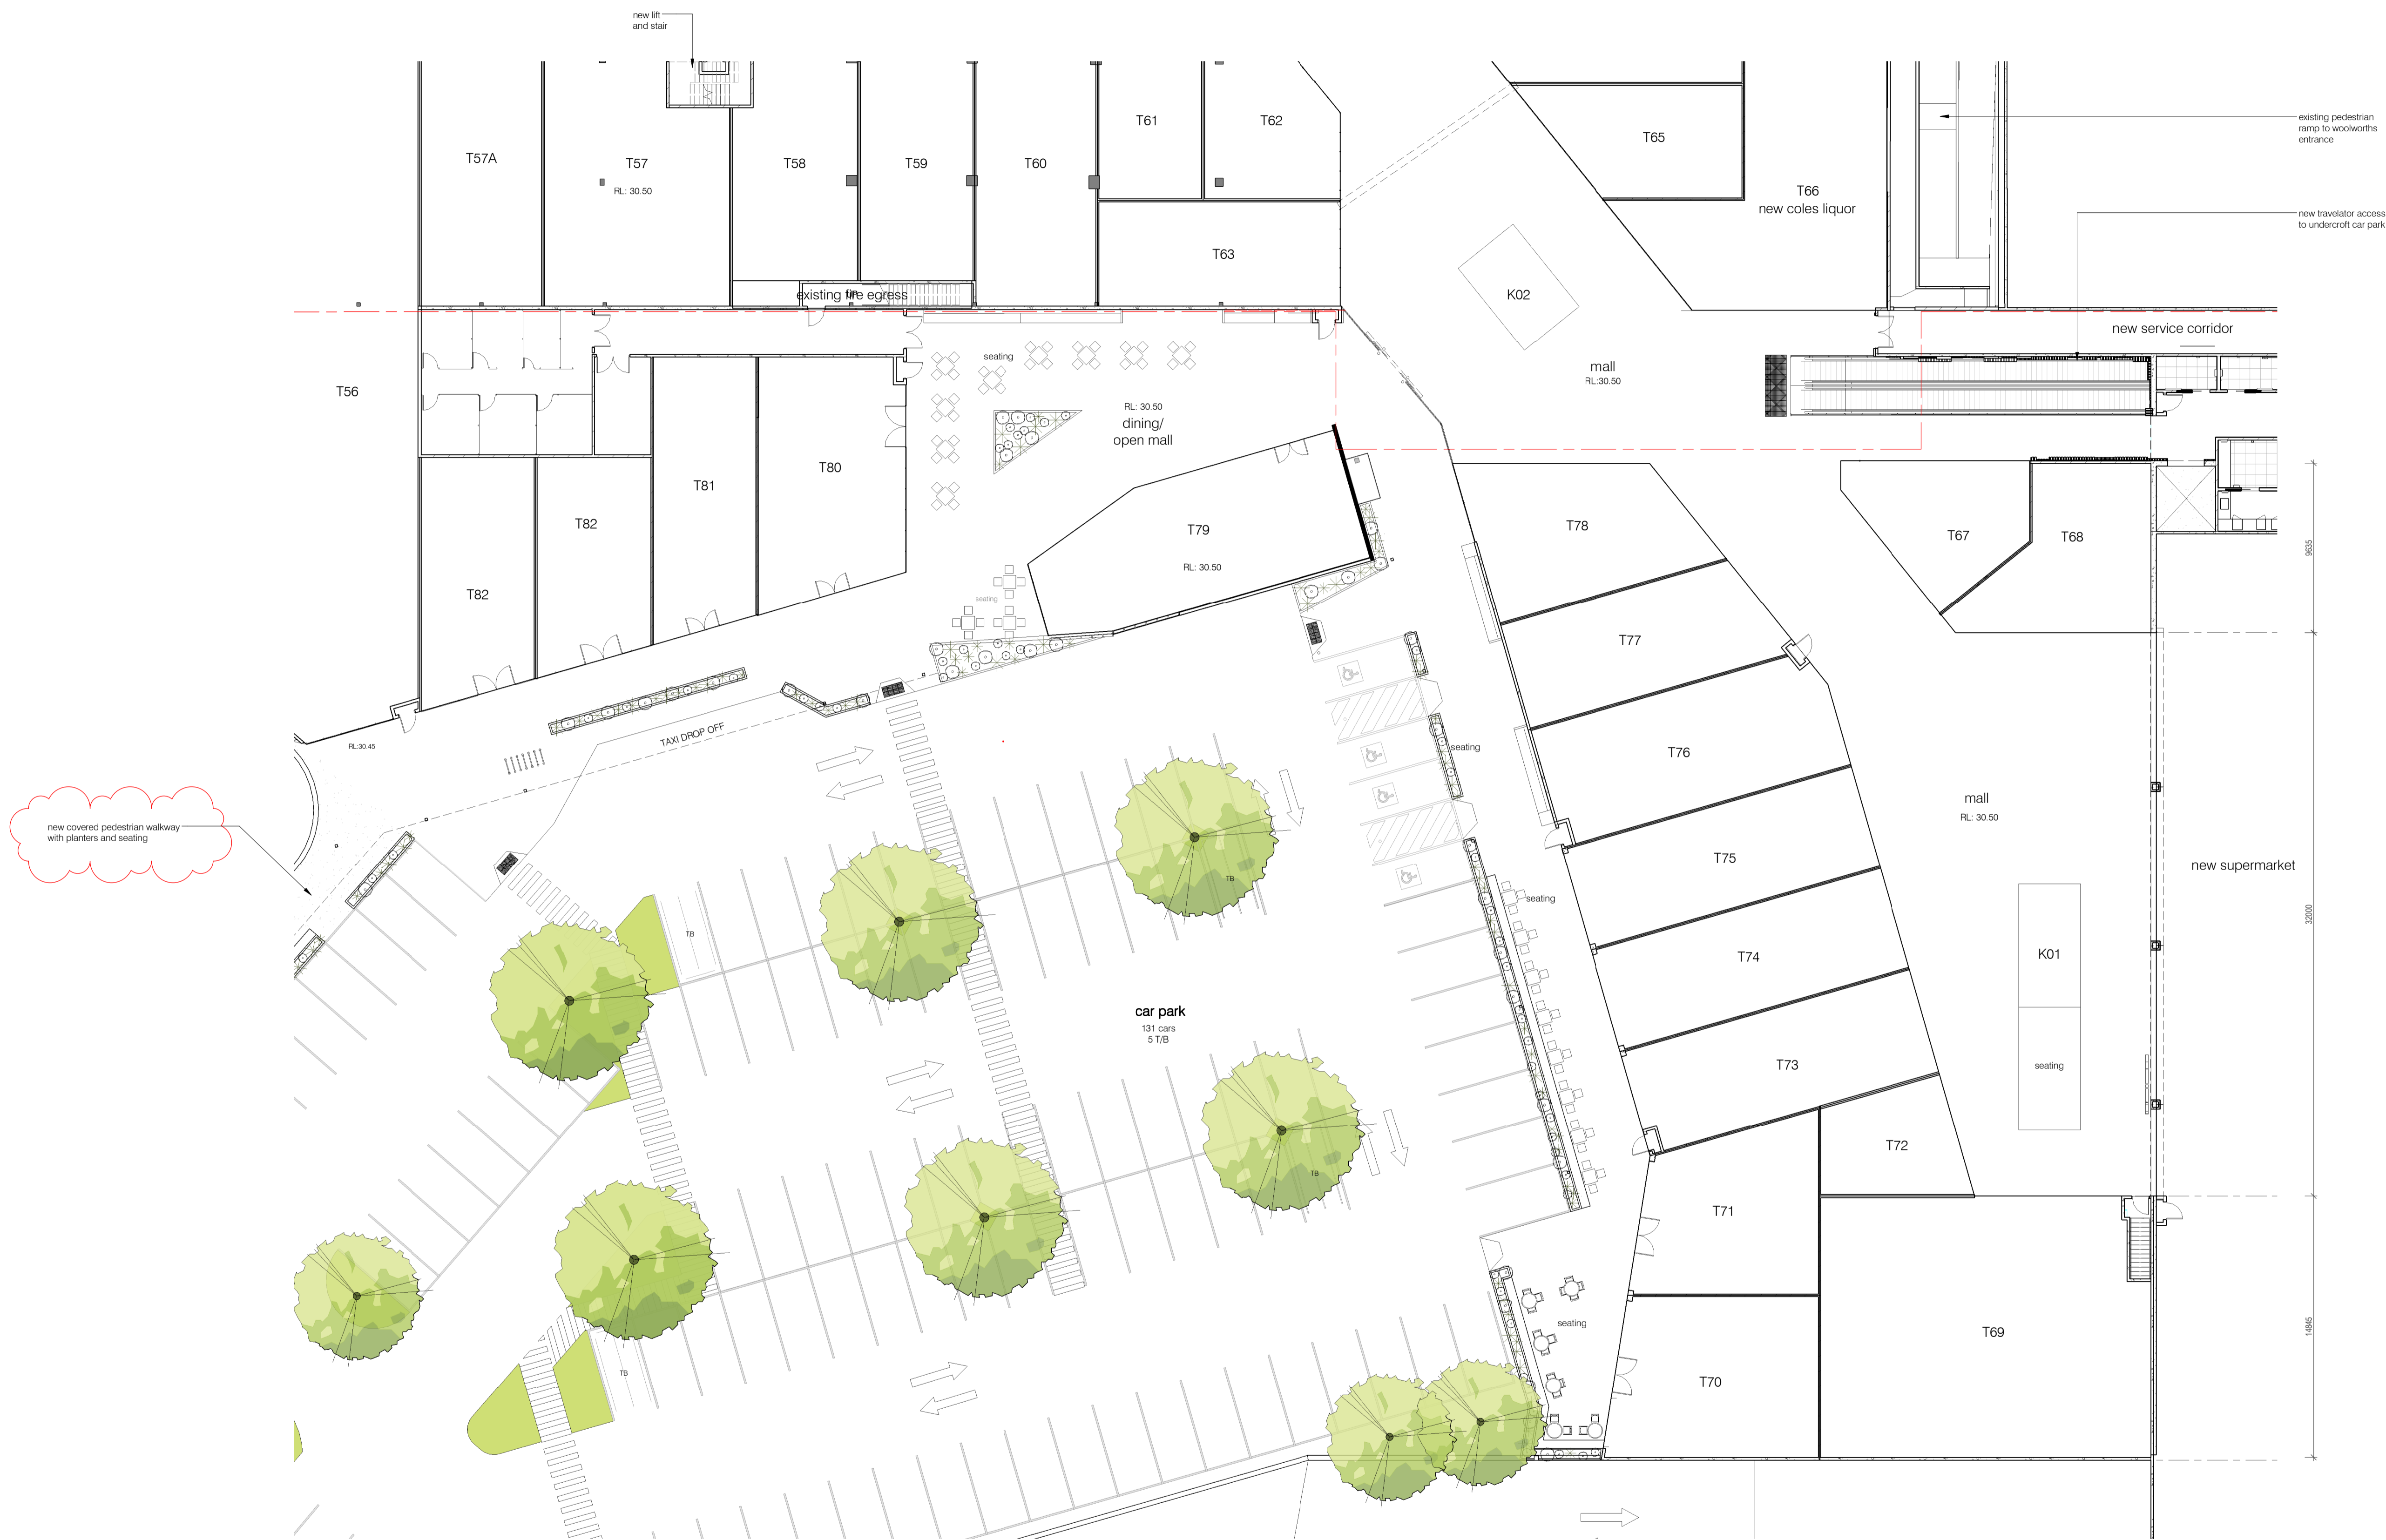 new lift
and stair
existing pedestrian
ramp to woolworths
entrance
T57A
T57
RL: 30.50
T58
T59
T60
T61
T62
T65
T66
new coles liquor
new travelator access
to undercroft car park
T63
K02
existing fire egress
new service corridor
mall
RL:30.50
seating
T56
RL: 30.50
dining/
open mall
T80
T81
T82
T79
RL: 30.50
T78
T67
T68
9635
T82
seating
T77
TAXI DROP OFF
RL:30.45
seating
T76
mall
RL: 30.50
new covered pedestrian walkway
with planters and seating
T75
new supermarket
TB
seating
32000
TB
T74
K01
car park
131 cars
5 T/B
T73
seating
T72
TB
T71
seating
T69
14845
TB
T70